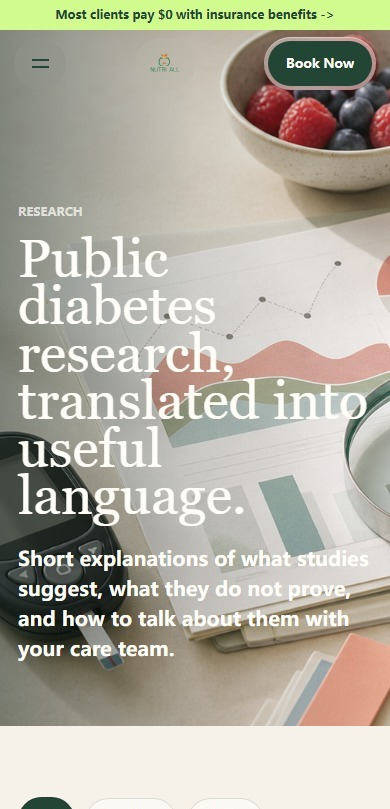 Most clients pay $0 with insurance benefits ->
NUTRI ALL
Book Now
RESEARCH
Public
diabetes
research,
translated into
useful
language.
Short explanations of what studies
suggest, what they do not prove,
and how to talk about them with
your care team.